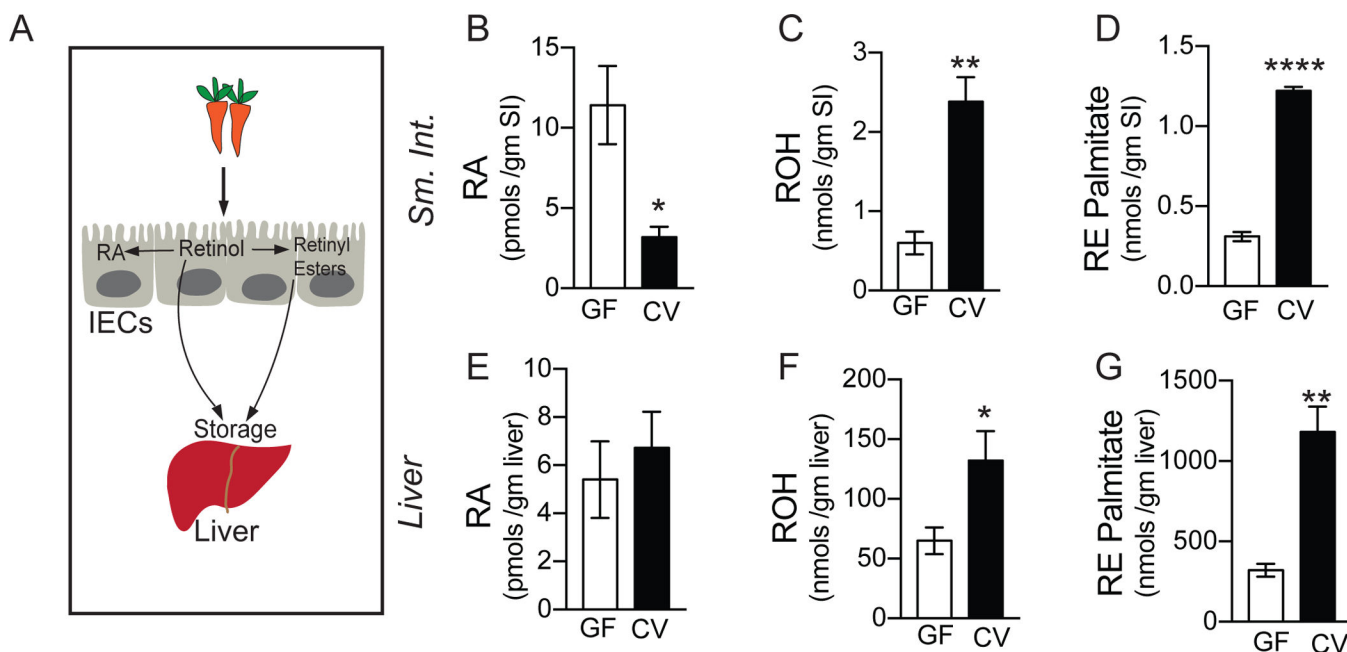 A
RA
Retinol
Retinyl
Esters
IECs
Storage
Liver
Sm. Int.
Liver
B
RA
(pmols /gm SI)
15
10
5
0
*
GF CV
C
ROH
(nmols /gm SI)
3
2
1
0
**
GF CV
D
RE Palmitate
(nmols /gm SI)
1.5
1.0
0.5
0.0
****
GF CV
E
RA
(pmols /gm liver)
10
8
6
4
2
0
GF CV
F
ROH
(nmols /gm liver)
200
150
100
50
0
*
GF CV
G
RE Palmitate
(nmols /gm liver)
1500
1000
500
0
**
GF CV